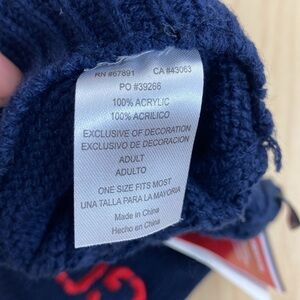 RN #67891 CA #43063
PO #39266
100% ACRYLIC
100% ACRILICO
EXCLUSIVE OF DECORATION
EXCLUSIVO DE DECORACION
ADULT
ADULTO
ONE SIZE FITS MOST
UNA TALLA PARA LA MAYORIA
Made in China
Hecho en China